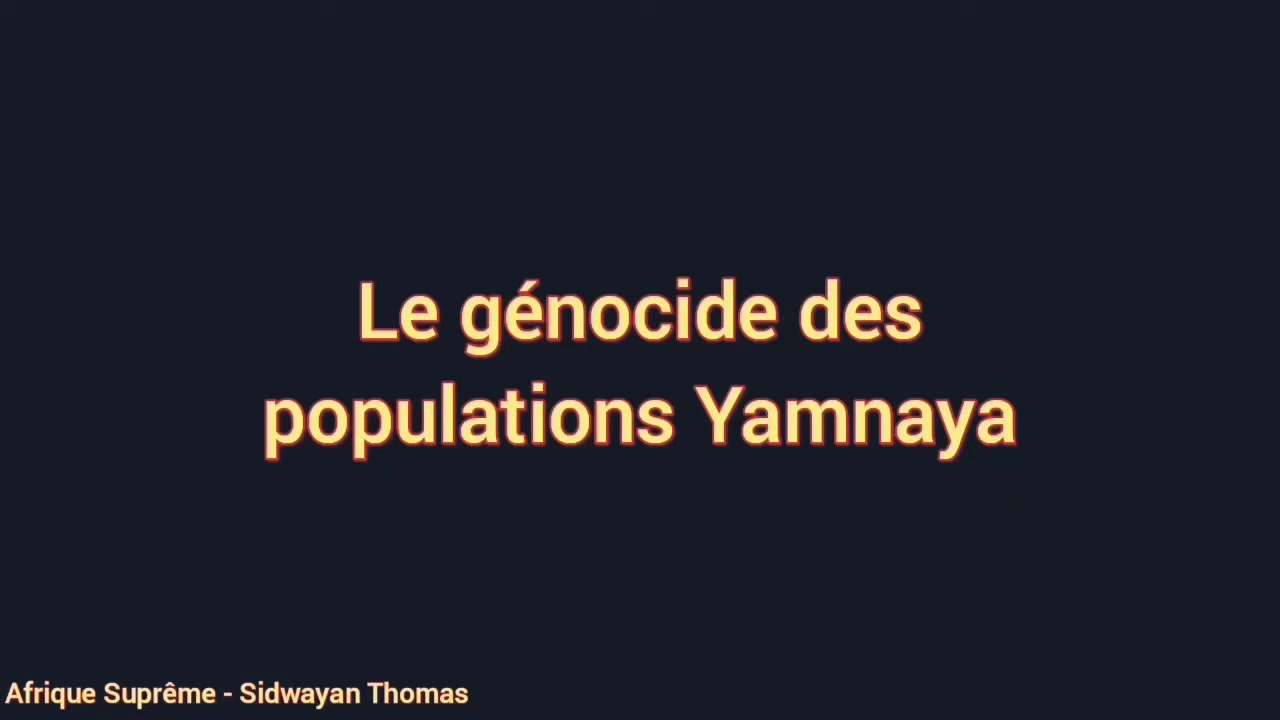 Le génocide des
populations Yamnaya
Afrique Suprême - Sidwayan Thomas